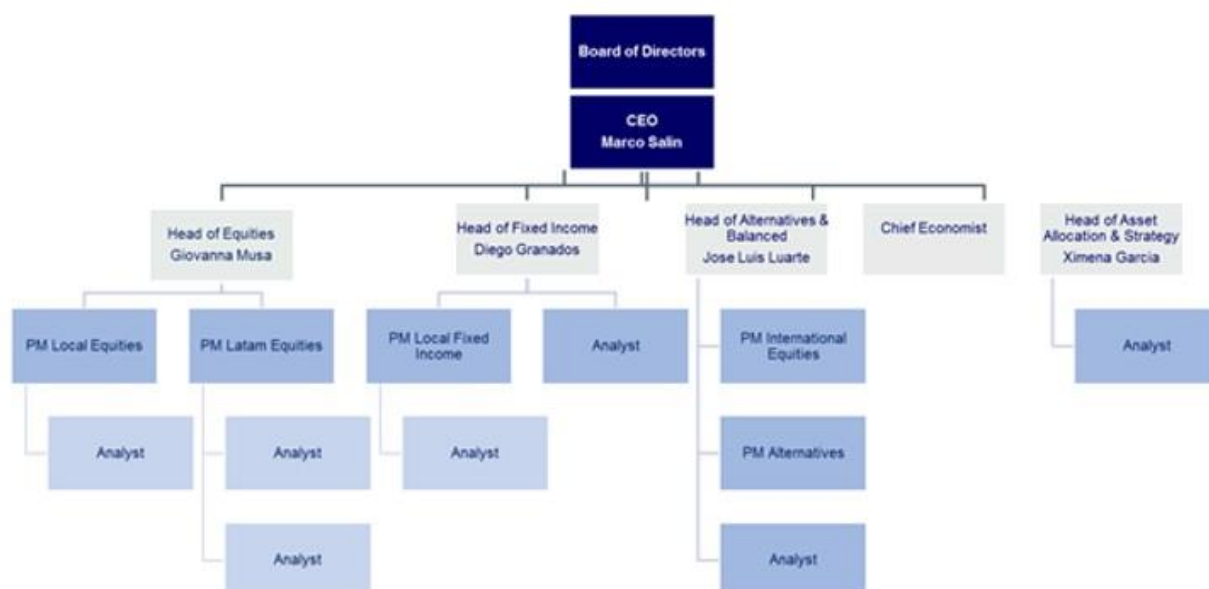 Board of Directors
CEO
Marco Salin
Head of Equities
Giovanna Musa
Head of Fixed Income
Diego Granados
Head of Alternatives &
Balanced
Jose Luis Luarte
Chief Economist
Head of Asset
Allocation & Strategy
Ximena Garcia
PM Local Equities
PM Latam Equities
PM Local Fixed
Income
Analyst
PM International
Equities
Analyst
Analyst
Analyst
Analyst
PM Alternatives
Analyst
Analyst